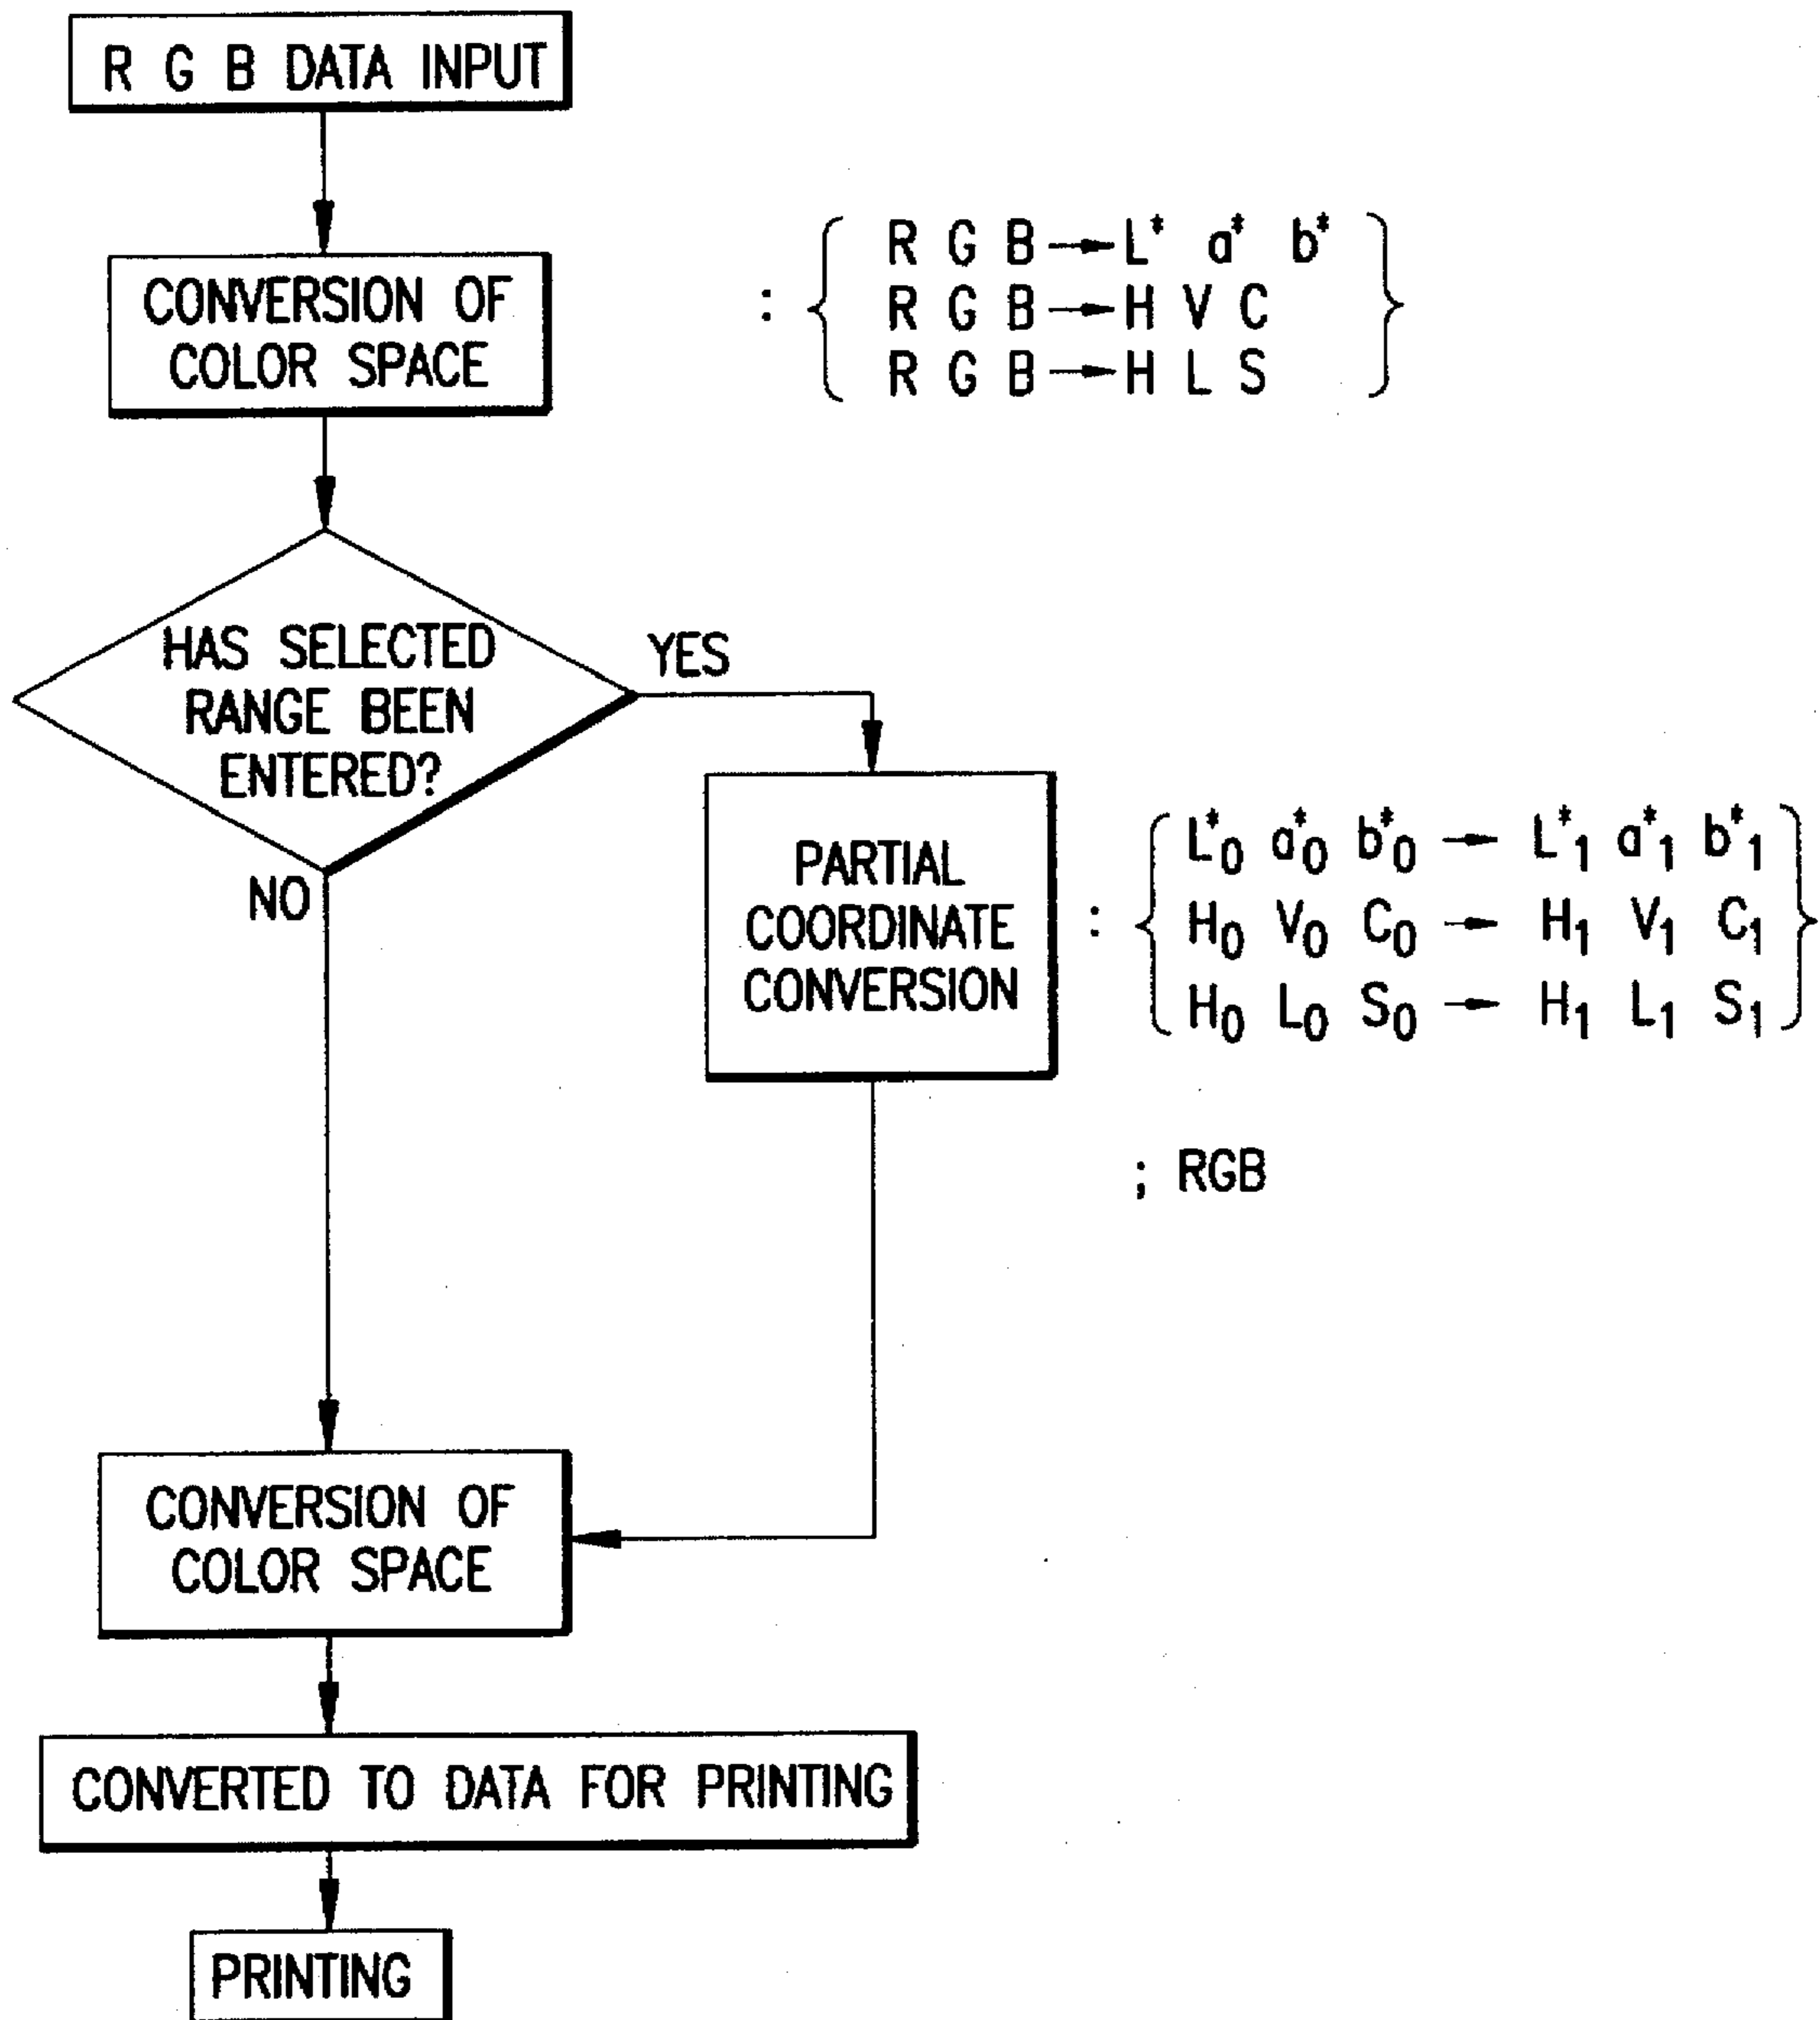 R G B DATA INPUT
CONVERSION OF
COLOR SPACE
: { R G B → L* a* b* }
R G B → H V C
R G B → H L S
HAS SELECTED
RANGE BEEN
ENTERED?
YES
NO
PARTIAL
COORDINATE
CONVERSION
: { L*0 a*0 b*0 → L*1 a*1 b*1 }
H0 V0 C0 → H1 V1 C1
H0 L0 S0 → H1 L1 S1
; RGB
CONVERSION OF
COLOR SPACE
CONVERTED TO DATA FOR PRINTING
PRINTING